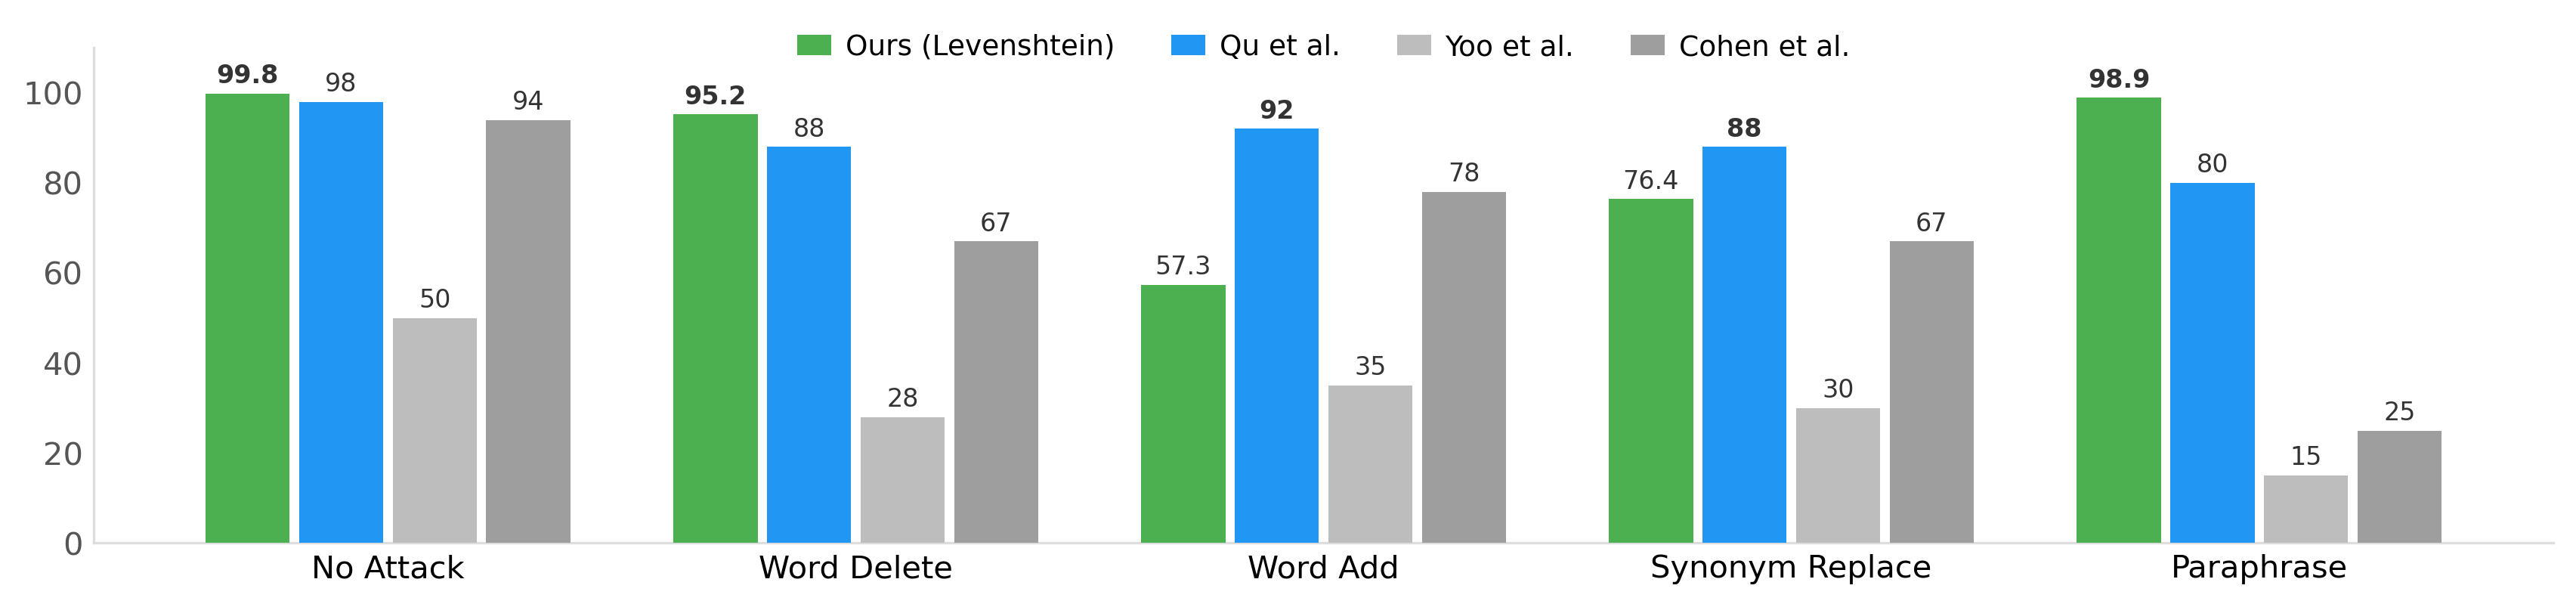 Ours (Levenshtein) Qu et al. Yoo et al. Cohen et al.
100
80
60
40
20
0
99.8 98 50 94
95.2 88 28 67
57.3 92 35 78
76.4 88 30 67
98.9 80 15 25
No Attack Word Delete Word Add Synonym Replace Paraphrase